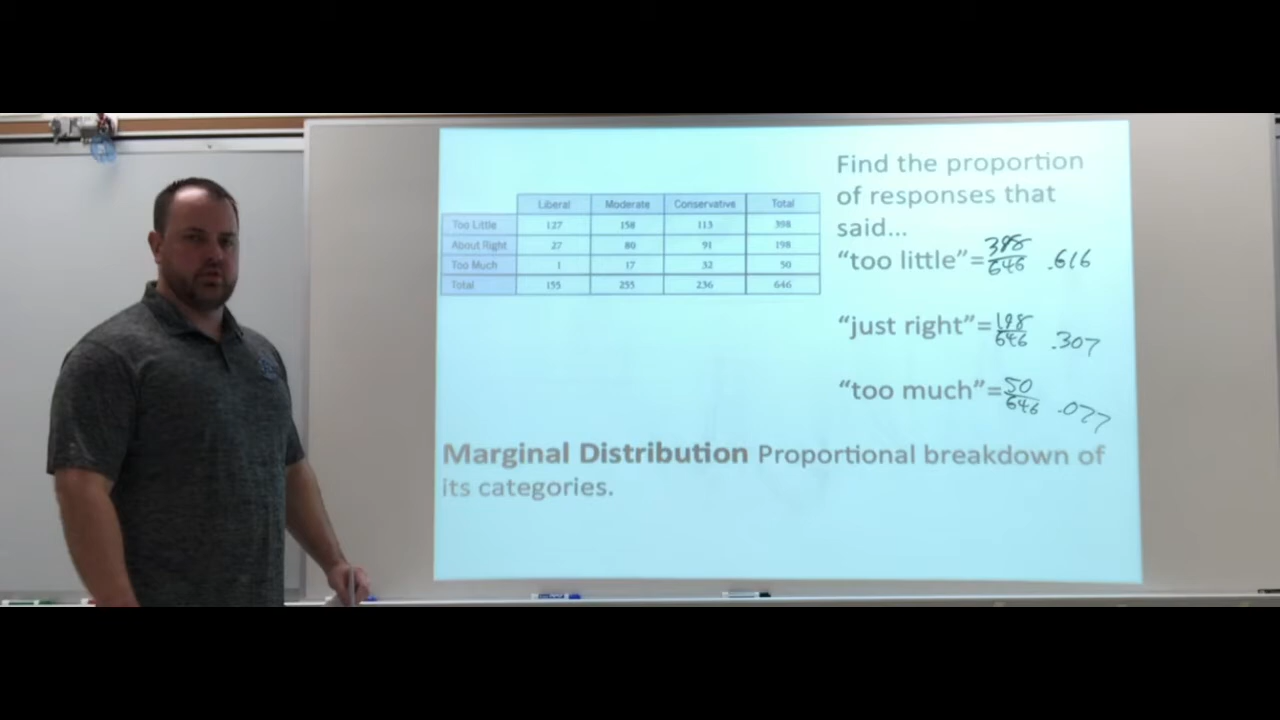 Find the proportion
of responses that
said...
Liberal Moderate Conservative Total
Too Little 127 158 113 398
About Right 27 80 91 198
Too Much 1 17 32 50
Total 155 255 236 646
“too little”=398/646 .616
“just right”=198/646 .307
“too much”=50/646 .077
Marginal Distribution Proportional breakdown of
its categories.